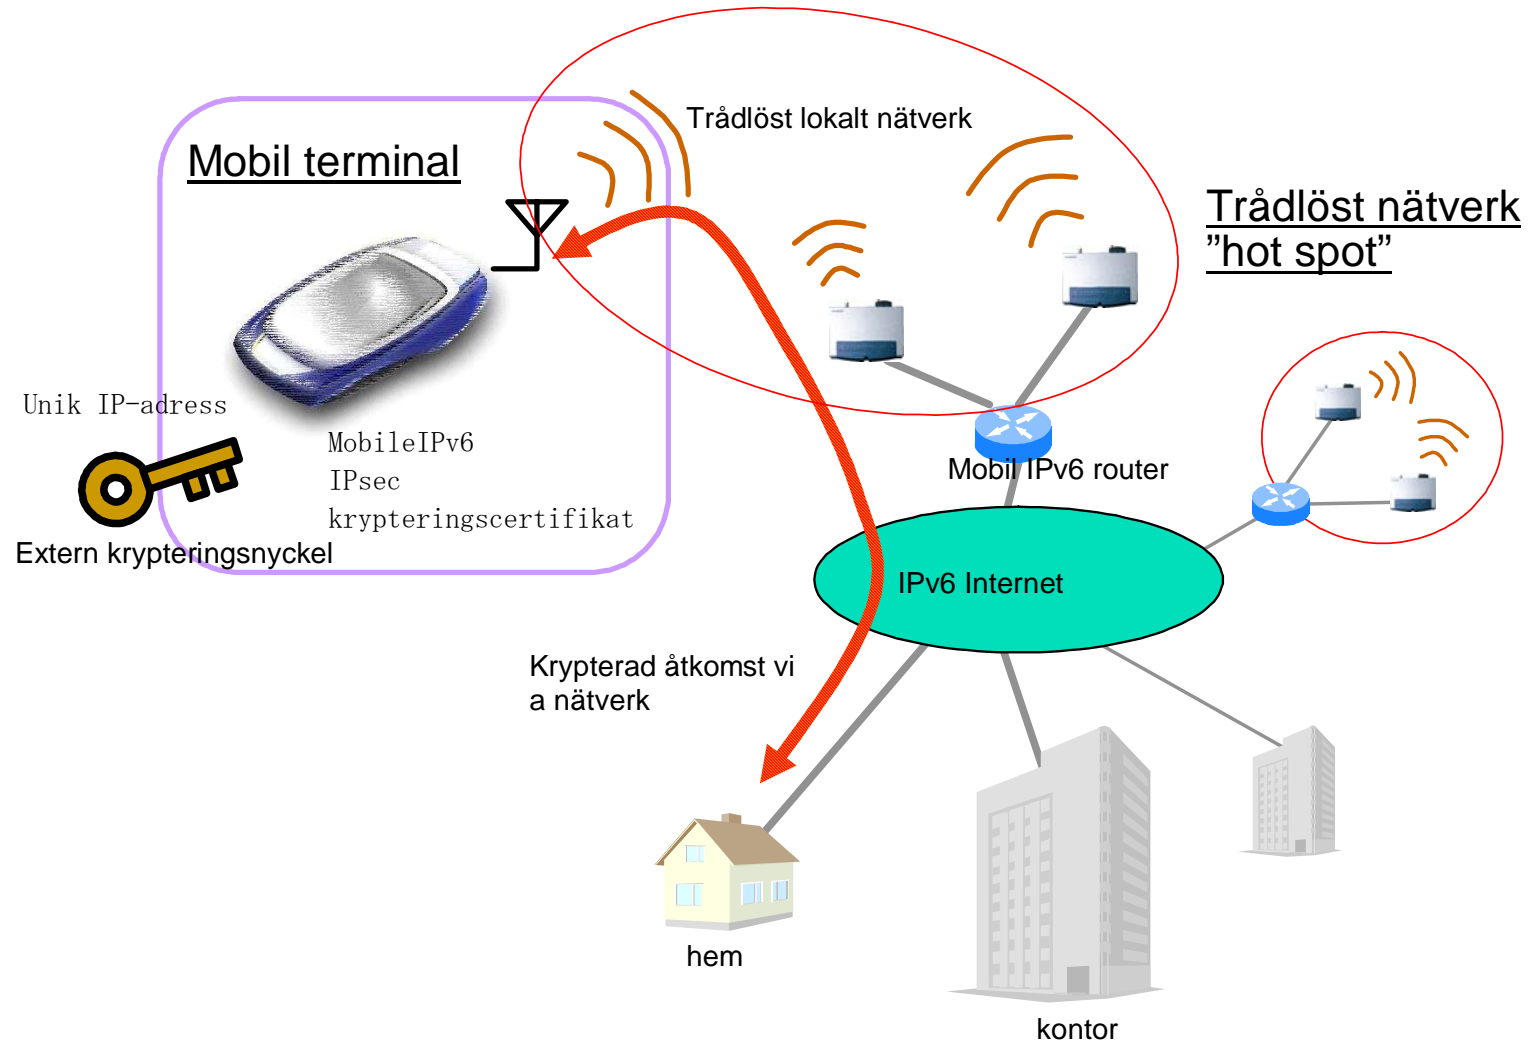 Trådlöst lokalt nätverk
Mobil terminal
Trådlöst nätverk
”hot spot”
Unik IP-adress
MobileIPv6
IPsec
krypteringscertifikat
Extern krypteringsnyckel
Mobil IPv6 router
IPv6 Internet
Krypterad åtkomst vi
a nätverk
hem
kontor